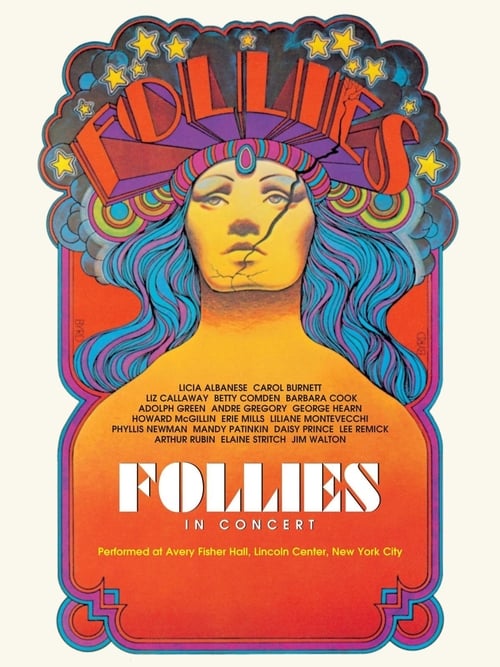 FOLLIES
BYRD
BYRD
LICIA ALBANESE CAROL BURNETT
LIZ CALLAWAY BETTY COMDEN BARBARA COOK
ADOLPH GREEN ANDRE GREGORY GEORGE HEARN
HOWARD McGILLIN ERIE MILLS LILIANE MONTEVECCHI
PHYLLIS NEWMAN MANDY PATINKIN DAISY PRINCE LEE REMICK
ARTHUR RUBIN ELAINE STRITCH JIM WALTON
FOLLIES
IN CONCERT
Performed at Avery Fisher Hall, Lincoln Center, New York City